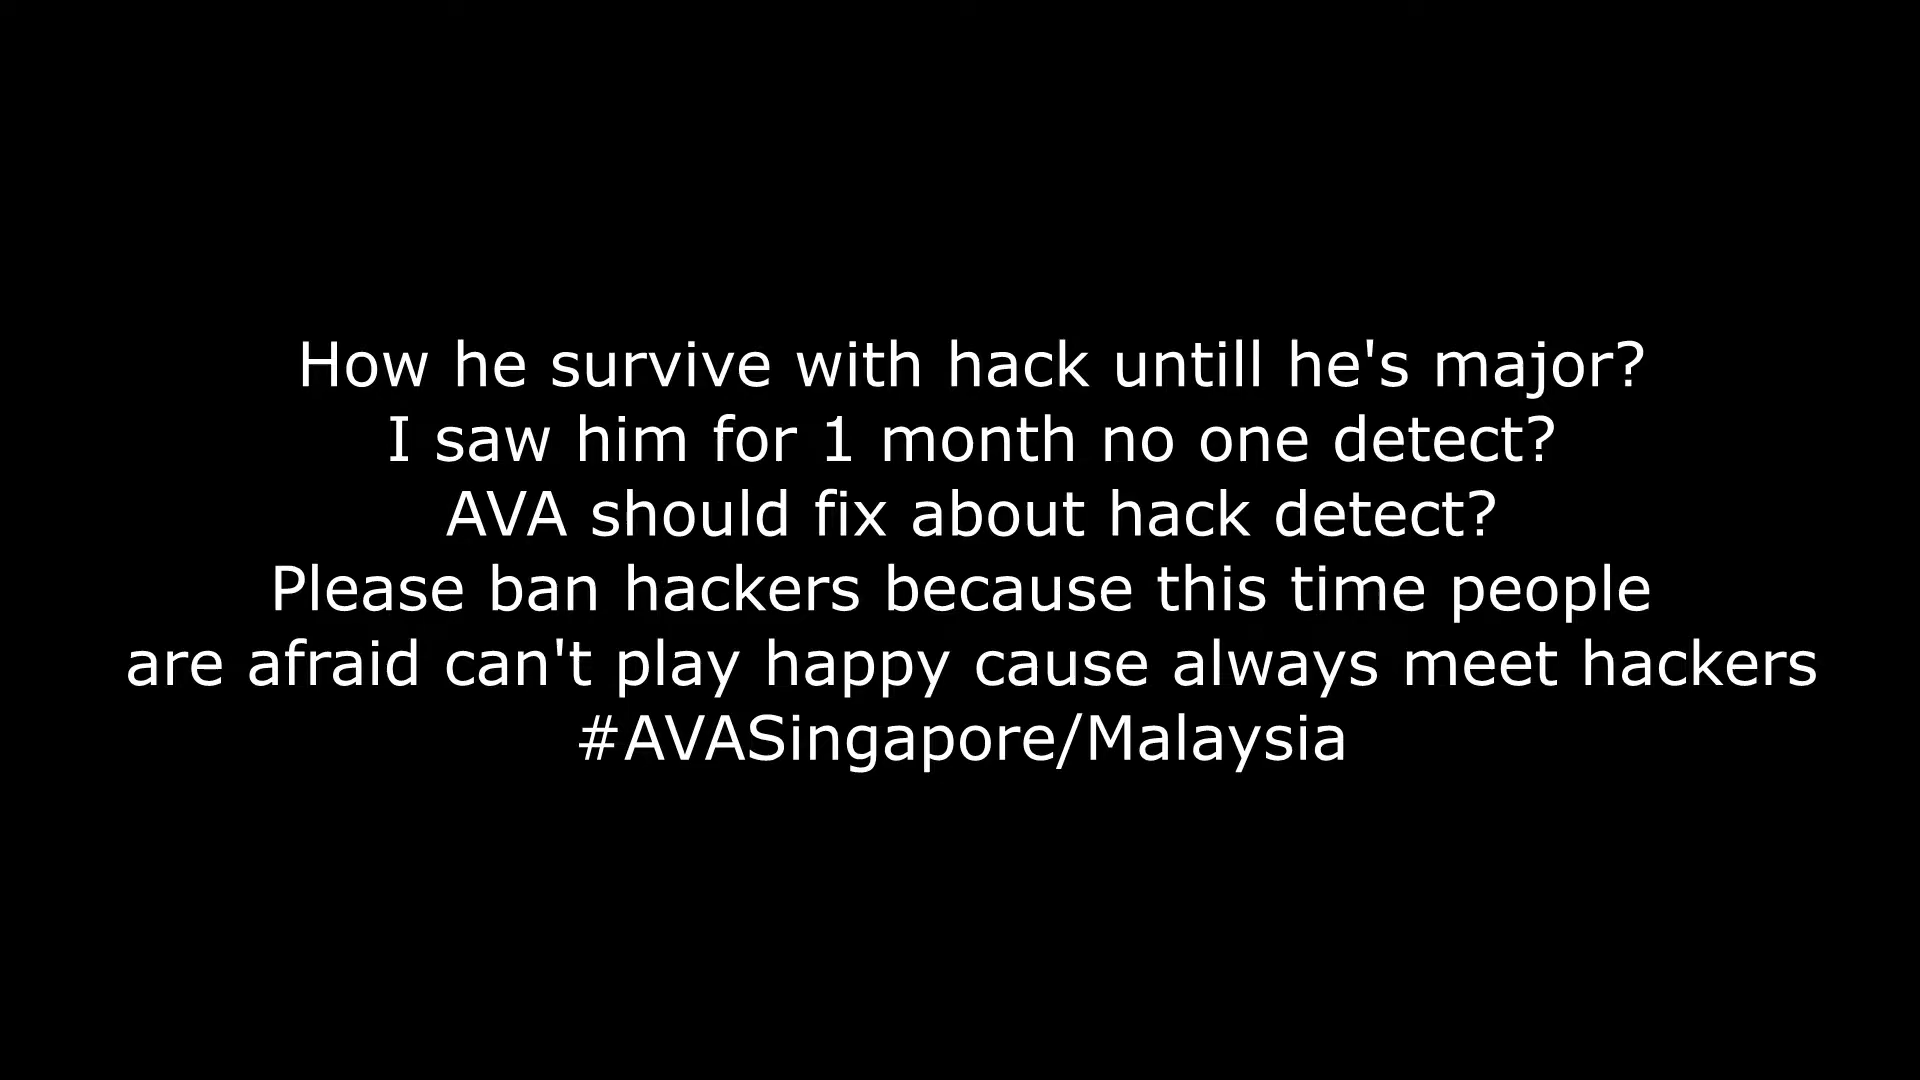 How he survive with hack untill he's major?
I saw him for 1 month no one detect?
AVA should fix about hack detect?
Please ban hackers because this time people
are afraid can't play happy cause always meet hackers
#AVASingapore/Malaysia